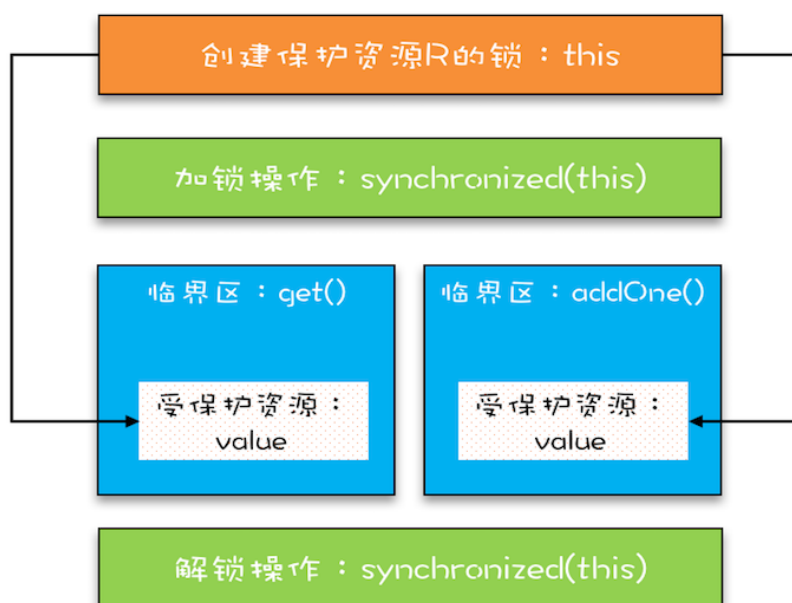 创建保护资源R的锁：this
加锁操作：synchronized(this)
临界区：get()
临界区：addOne()
受保护资源：
value
受保护资源：
value
解锁操作：synchronized(this)